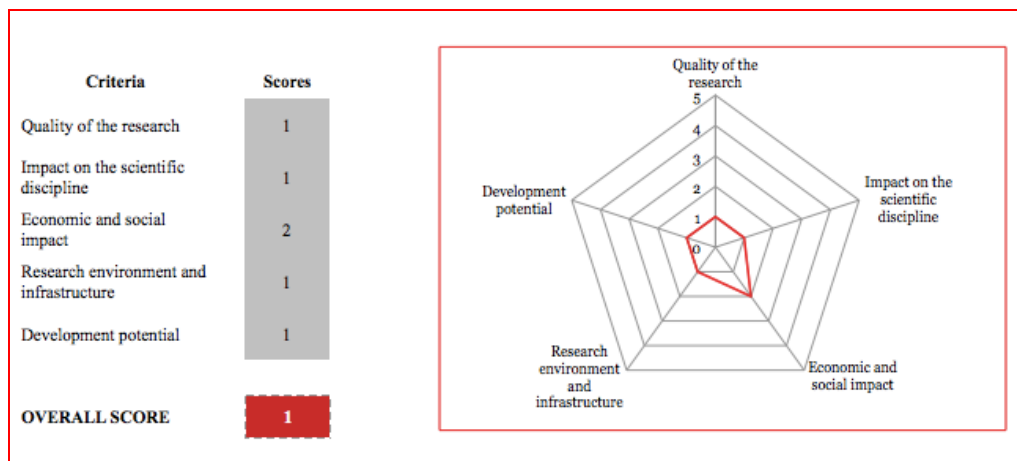 Criteria Scores
Quality of the research 1
Impact on the scientific
discipline 1
Economic and social
impact 2
Research environment and
infrastructure 1
Development potential 1
OVERALL SCORE 1
Quality of the
research
5
4
3
2
1
0
Impact on the
scientific
discipline
Economic and
social impact
Research
environment
and
infrastructure
Development
potential